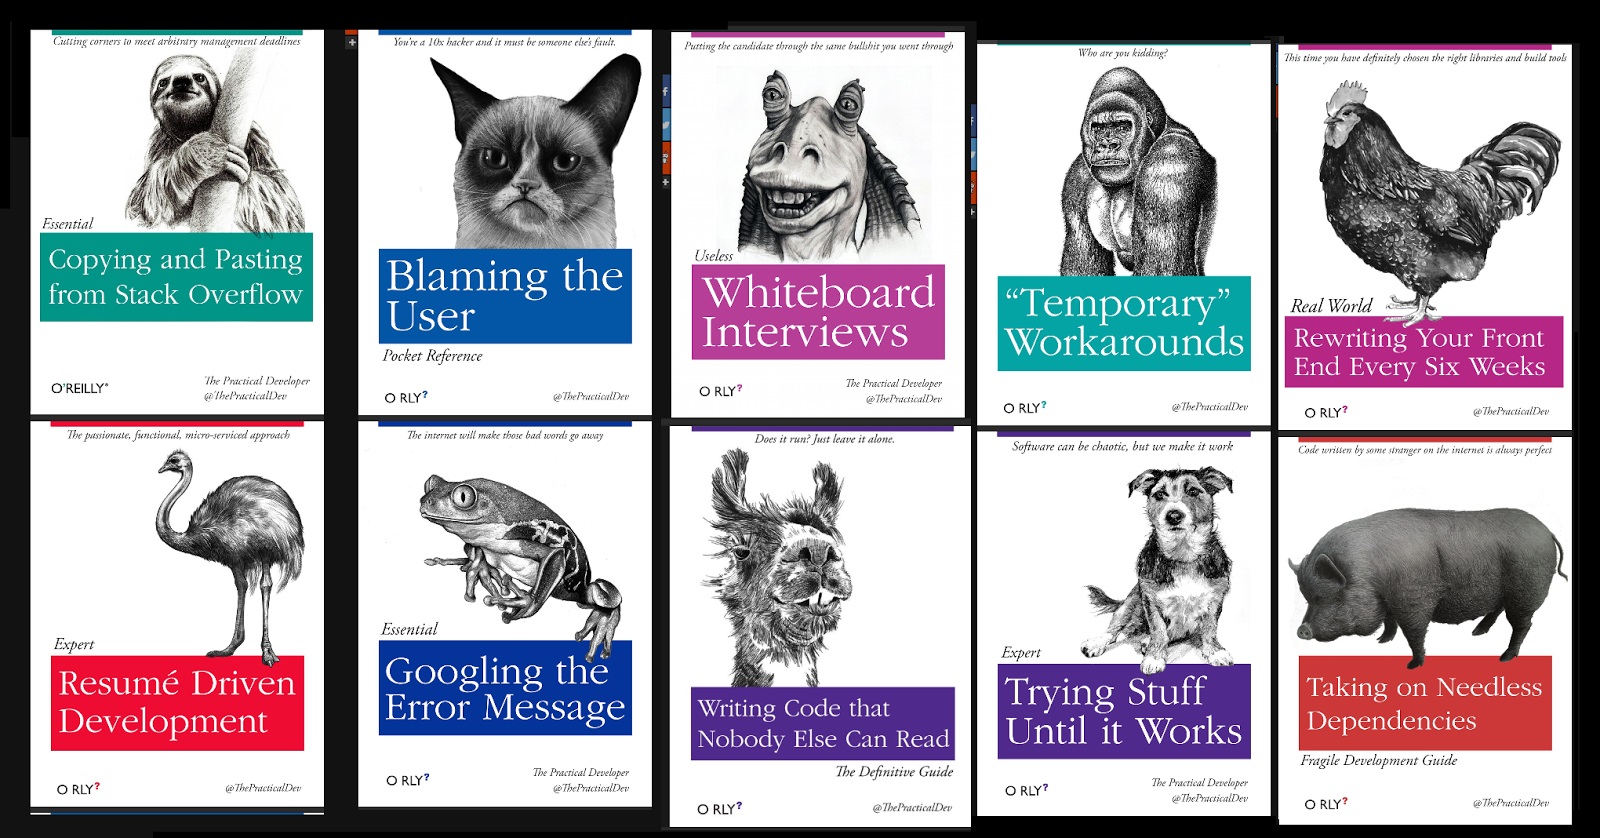 Cutting corners to meet arbitrary management deadlines
Essential
Copying and Pasting
from Stack Overflow
O'REILLY®
The Practical Developer
@ThePracticalDev
You're a 10x hacker and it must be someone else's fault.
Blaming the
User
Pocket Reference
O RLY?
@ThePracticalDev
Putting the candidate through the same bullshit you went through
Useless
Whiteboard
Interviews
O RLY?
The Practical Developer
@ThePracticalDev
Who are you kidding?
“Temporary”
Workarounds
O RLY?
@ThePracticalDev
This time you have definitely chosen the right libraries and build tools
Real World
Rewriting Your Front
End Every Six Weeks
O RLY?
@ThePracticalDev
The passionate, functional, micro-serviced approach
Expert
Resumé Driven
Development
O RLY?
@ThePracticalDev
The internet will make those bad words go away
Essential
Googling the
Error Message
O RLY?
The Practical Developer
@ThePracticalDev
Does it run? Just leave it alone.
Writing Code that
Nobody Else Can Read
The Definitive Guide
O RLY?
@ThePracticalDev
Software can be chaotic, but we make it work
Expert
Trying Stuff
Until it Works
O RLY?
The Practical Developer
@ThePracticalDev
Code written by some stranger on the internet is always perfect
Taking on Needless
Dependencies
Fragile Development Guide
O RLY?
@ThePracticalDev